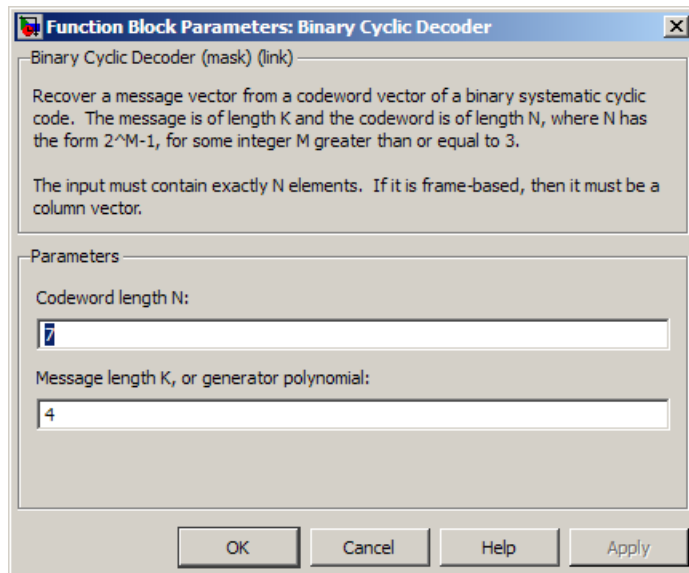 Function Block Parameters: Binary Cyclic Decoder
Binary Cyclic Decoder (mask) (link)
Recover a message vector from a codeword vector of a binary systematic cyclic
code.  The message is of length K and the codeword is of length N, where N has
the form 2^M-1, for some integer M greater than or equal to 3.
The input must contain exactly N elements.  If it is frame-based, then it must be a
column vector.
Parameters
Codeword length N:
7
Message length K, or generator polynomial:
4
OK Cancel Help Apply